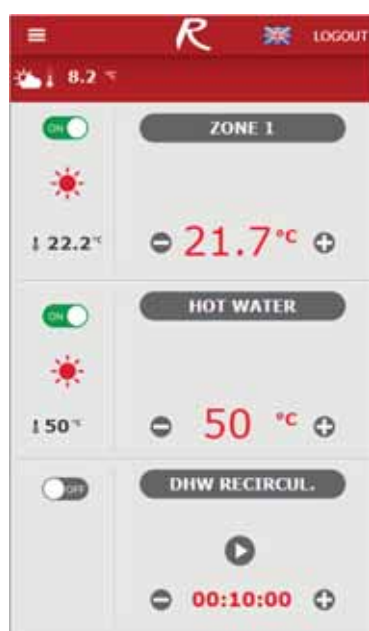 R LOGOUT
8.2 °C
ON ZONE 1
22.2°C 21.7°C
ON HOT WATER
50°C 50 °C
OFF DHW RECIRCUL.
00:10:00